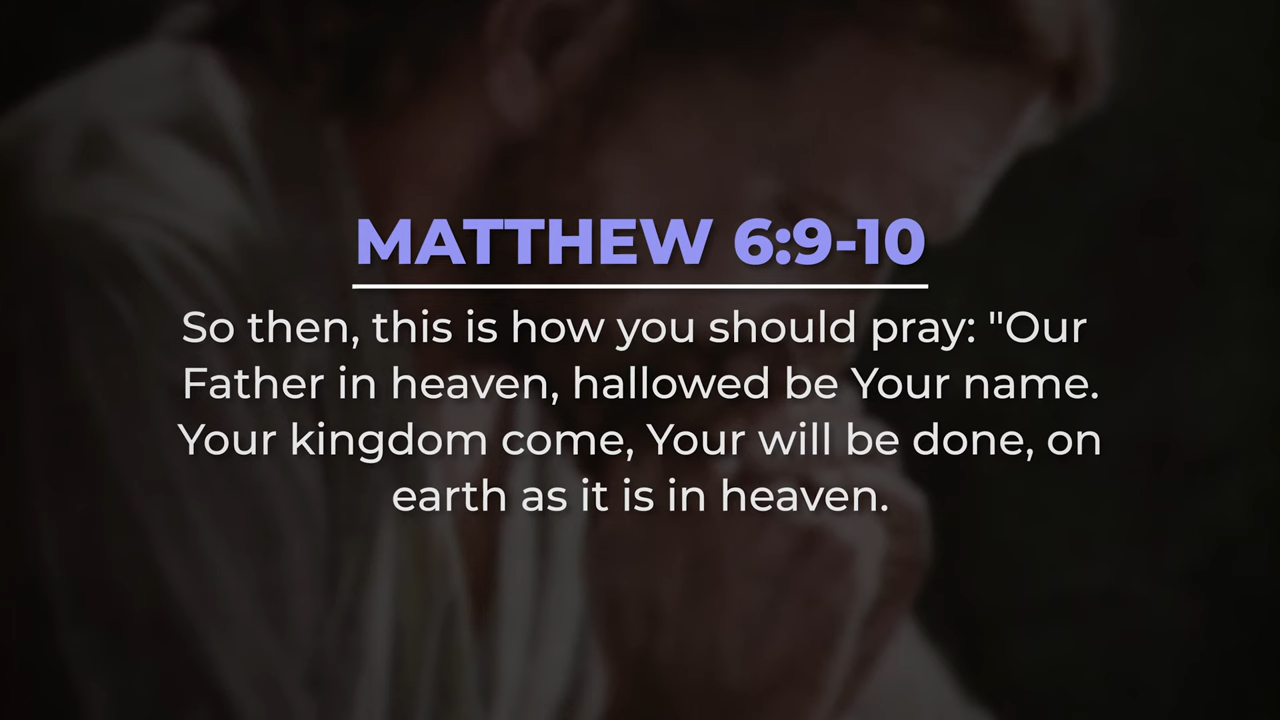 MATTHEW 6:9-10
So then, this is how you should pray: "Our
Father in heaven, hallowed be Your name.
Your kingdom come, Your will be done, on
earth as it is in heaven.